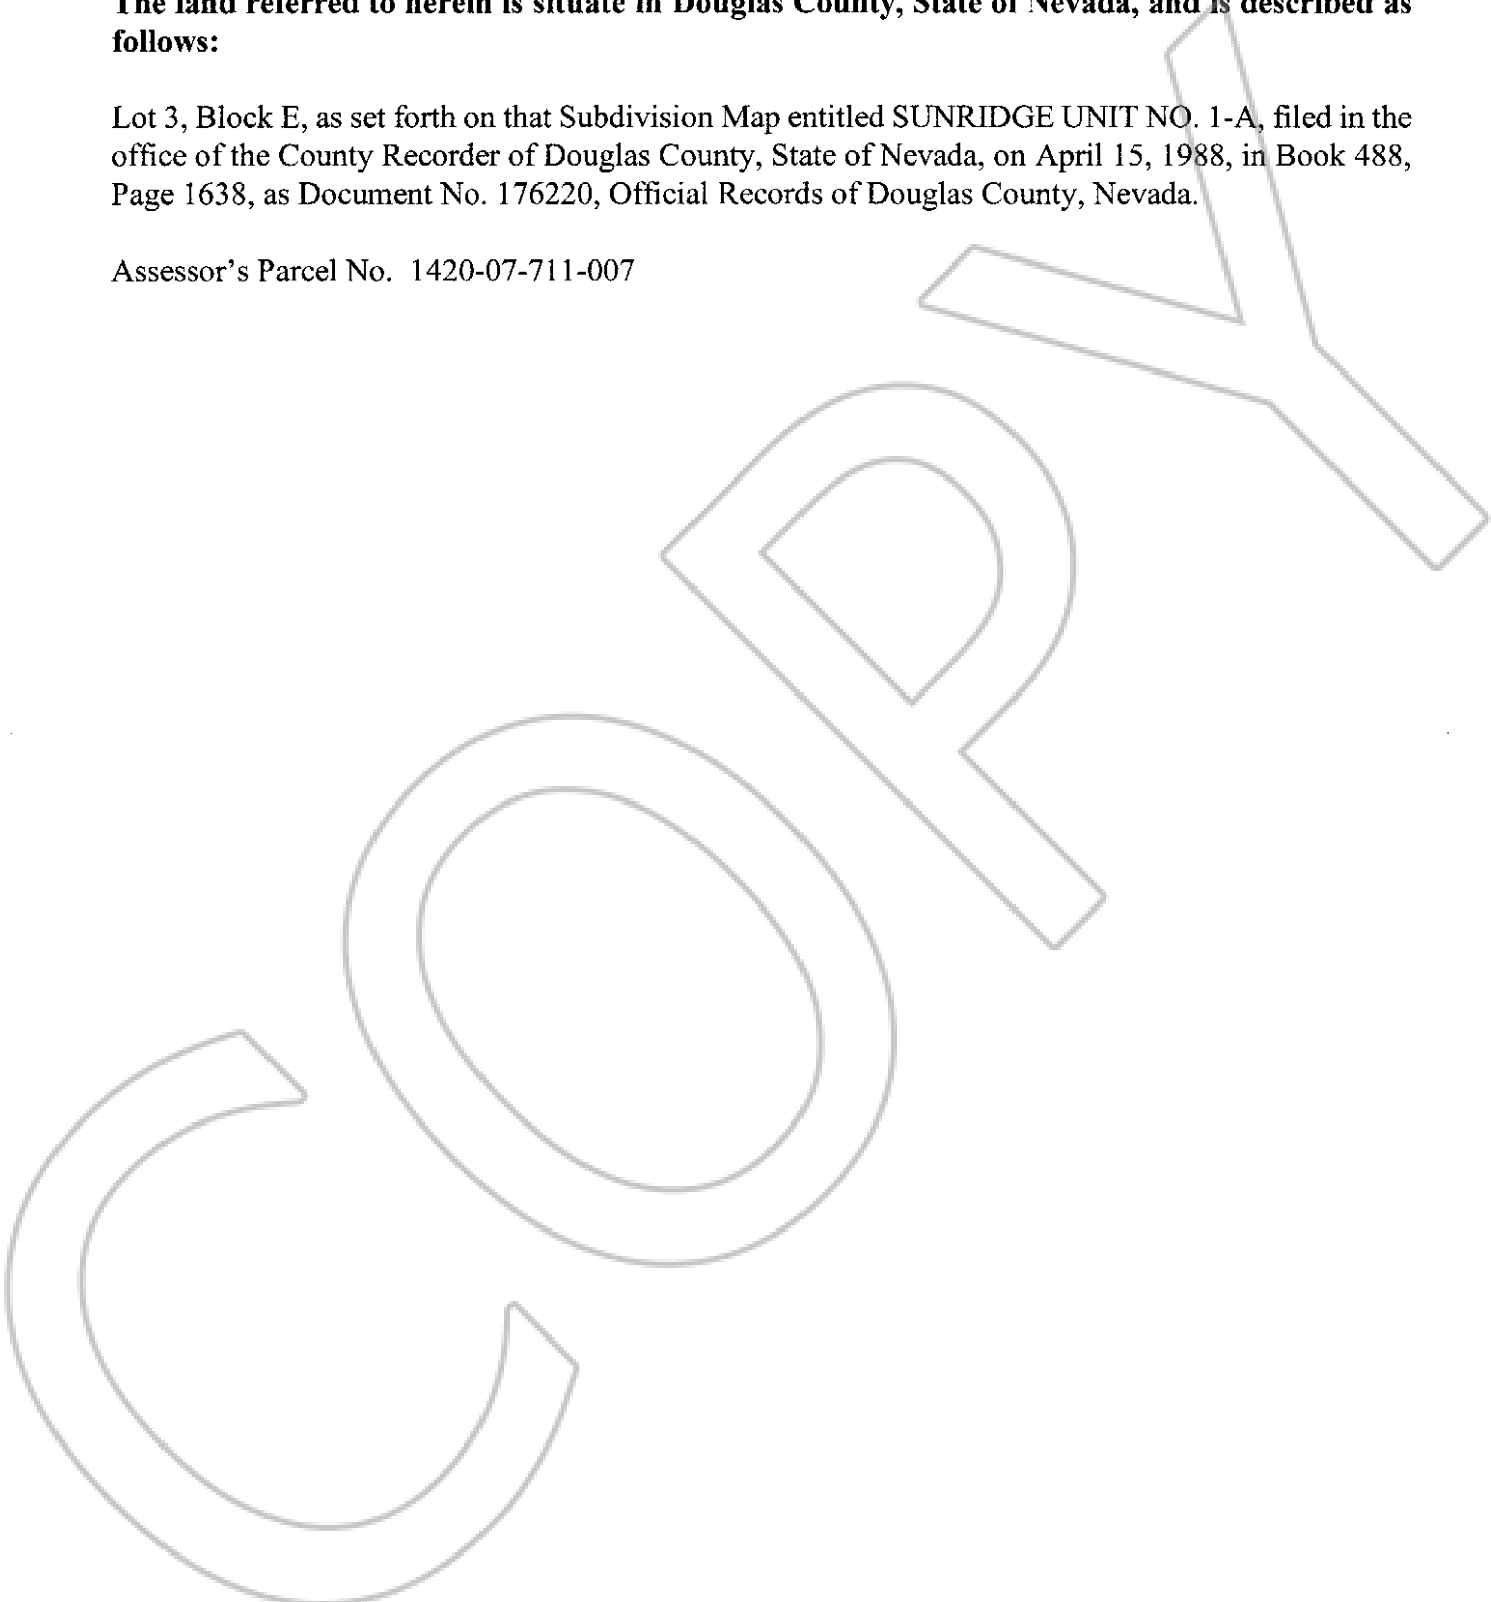 The land referred to herein is situate in Douglas County, State of Nevada, and is described as
follows:
Lot 3, Block E, as set forth on that Subdivision Map entitled SUNRIDGE UNIT NO. 1-A, filed in the
office of the County Recorder of Douglas County, State of Nevada, on April 15, 1988, in Book 488,
Page 1638, as Document No. 176220, Official Records of Douglas County, Nevada.
Assessor's Parcel No. 1420-07-711-007
COPY